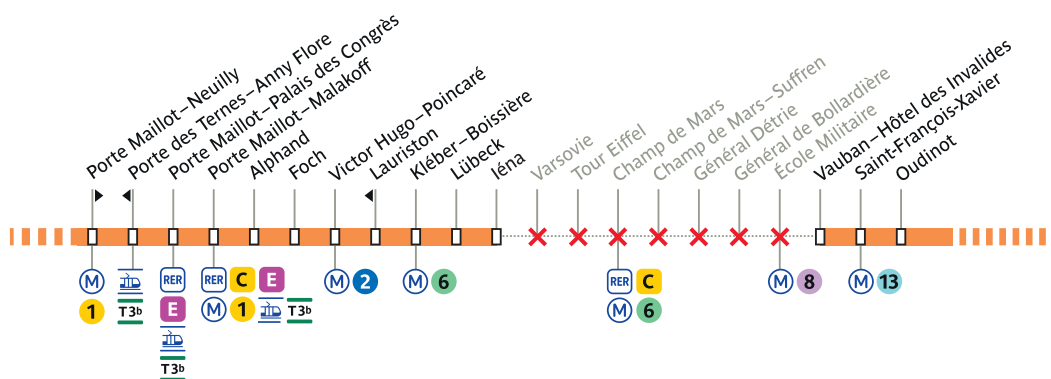 Porte Maillot–Neuilly
Porte des Ternes–Anny Flore
Porte Maillot–Palais des Congrès
Porte Maillot–Malakoff
Alphand
Foch
Victor Hugo–Poincaré
Lauriston
Kléber–Boissière
Lübeck
Iéna
Varsovie
Tour Eiffel
Champ de Mars
Champ de Mars–Suffren
Général Détrie
Général de Bollardière
École Militaire
Vauban–Hôtel des Invalides
Saint-François-Xavier
Oudinot
M
RER
RER C E
M 2
M 6
RER C
M 8
M 13
1
T3b
E
M 1 T3b
M 6
T3b